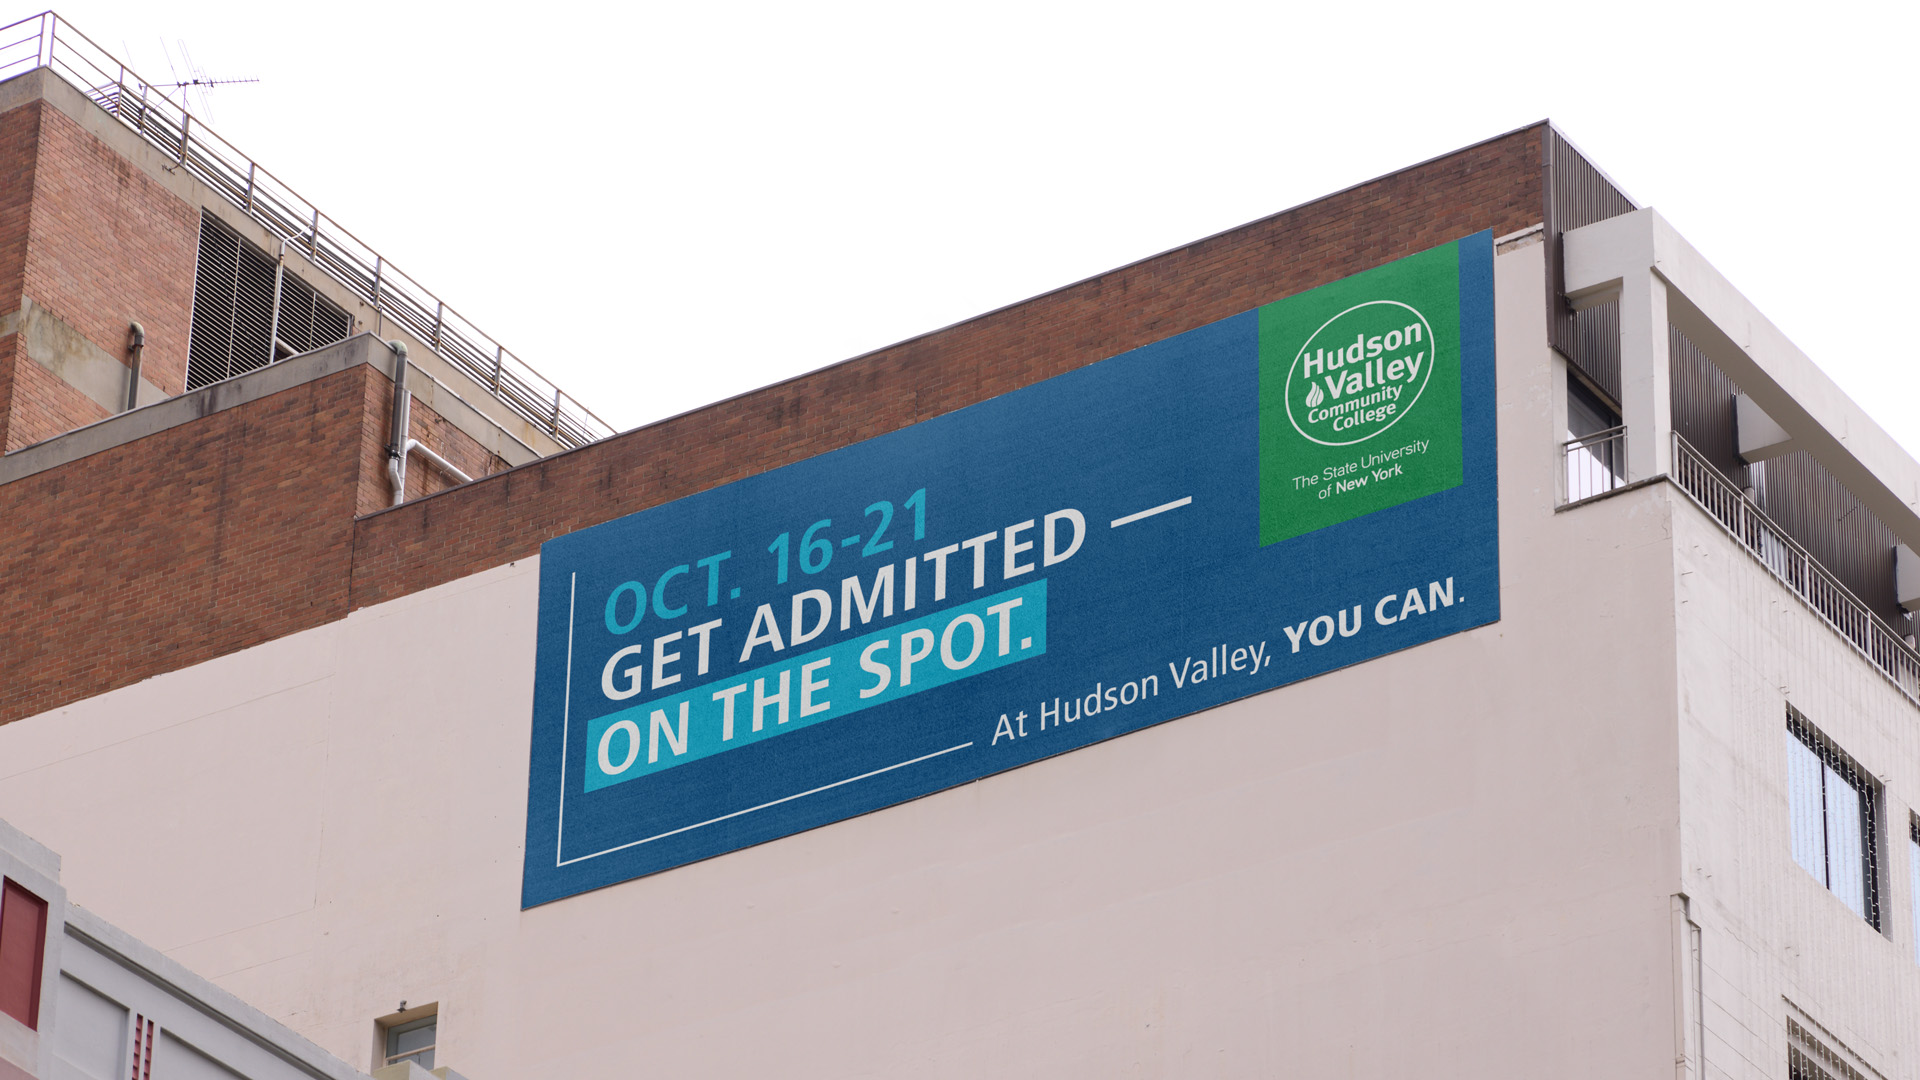 OCT. 16-21
GET ADMITTED —
ON THE SPOT.
At Hudson Valley, YOU CAN.
Hudson
Valley
Community
College
The State University
of New York